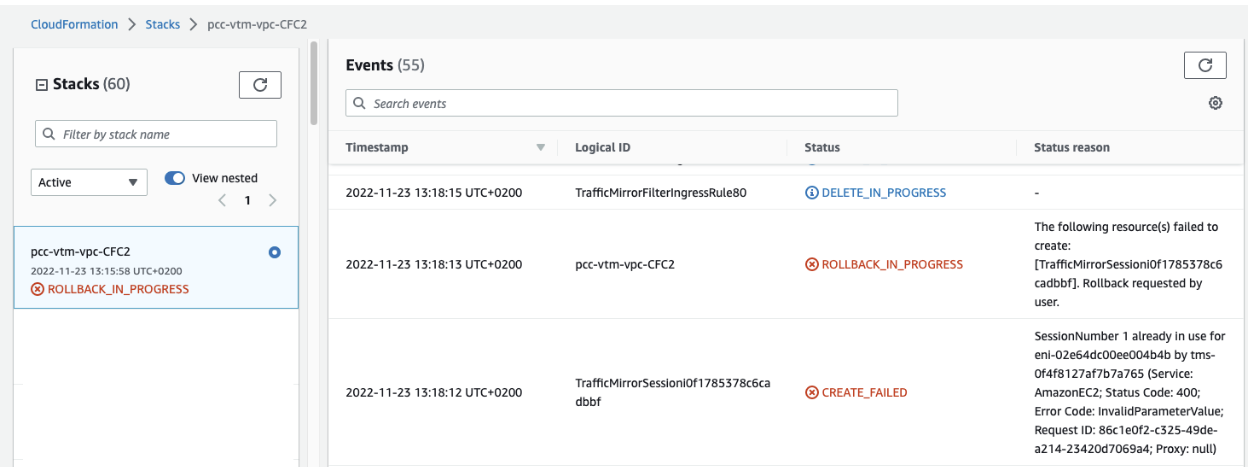 CloudFormation > Stacks > pcc-vtm-vpc-CFC2
Stacks (60)
Filter by stack name
Active
View nested
< 1 >
pcc-vtm-vpc-CFC2
2022-11-23 13:15:58 UTC+0200
ROLLBACK_IN_PROGRESS
Events (55)
Search events
Timestamp Logical ID Status Status reason
2022-11-23 13:18:15 UTC+0200 TrafficMirrorFilterIngressRule80 DELETE_IN_PROGRESS -
2022-11-23 13:18:13 UTC+0200 pcc-vtm-vpc-CFC2 ROLLBACK_IN_PROGRESS
The following resource(s) failed to
create:
[TrafficMirrorSessioni0f1785378c6
cadbbf]. Rollback requested by
user.
2022-11-23 13:18:12 UTC+0200
TrafficMirrorSessioni0f1785378c6ca
dbbf
CREATE_FAILED
SessionNumber 1 already in use for
eni-02e64dc00ee004b4b by tms-
0f4f8127af7b7a765 (Service:
AmazonEC2; Status Code: 400;
Error Code: InvalidParameterValue;
Request ID: 86c1e0f2-c325-49de-
a214-23420d7069a4; Proxy: null)